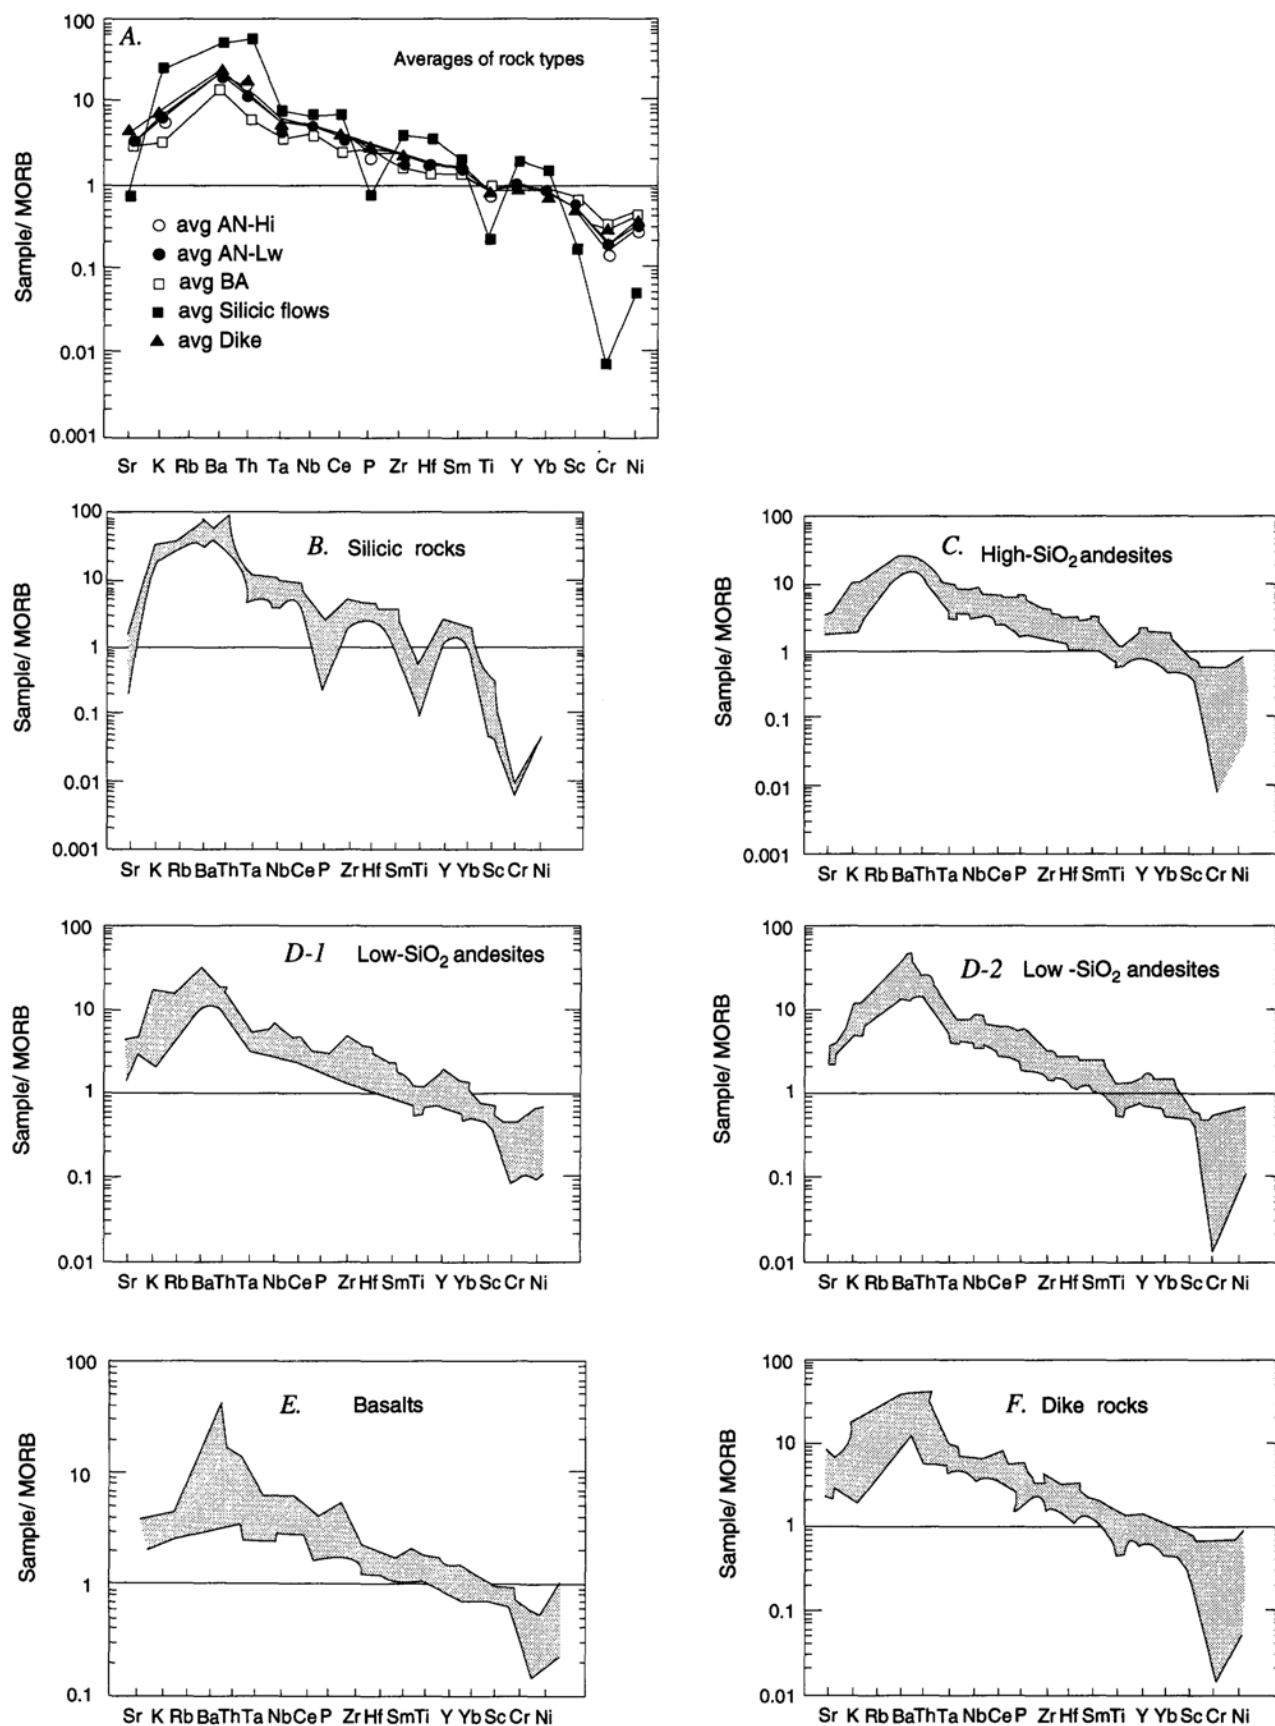 A.
Averages of rock types
100
10
1
0.1
0.01
0.001
Sample/ MORB
avg AN-Hi
avg AN-Lw
avg BA
avg Silicic flows
avg Dike
Sr K Rb Ba Th Ta Nb Ce P Zr Hf Sm Ti Y Yb Sc Cr Ni
B. Silicic rocks
100
10
1
0.1
0.01
0.001
Sample/ MORB
Sr K Rb Ba Th Ta Nb Ce P Zr Hf Sm Ti Y Yb Sc Cr Ni
C. High-SiO₂ andesites
100
10
1
0.1
0.01
0.001
Sample/ MORB
Sr K Rb Ba Th Ta Nb Ce P Zr Hf Sm Ti Y Yb Sc Cr Ni
D-1 Low-SiO₂ andesites
100
10
1
0.1
0.01
Sample/ MORB
Sr K Rb Ba Th Ta Nb Ce P Zr Hf Sm Ti Y Yb Sc Cr Ni
D-2 Low -SiO₂ andesites
100
10
1
0.1
0.01
Sample/ MORB
Sr K Rb Ba Th Ta Nb Ce P Zr Hf Sm Ti Y Yb Sc Cr Ni
E. Basalts
100
10
1
0.1
Sample/ MORB
Sr K Rb Ba Th Ta Nb Ce P Zr Hf Sm Ti Y Yb Sc Cr Ni
F. Dike rocks
100
10
1
0.1
0.01
Sample/ MORB
Sr K Rb Ba Th Ta Nb Ce P Zr Hf Sm Ti Y Yb Sc Cr Ni